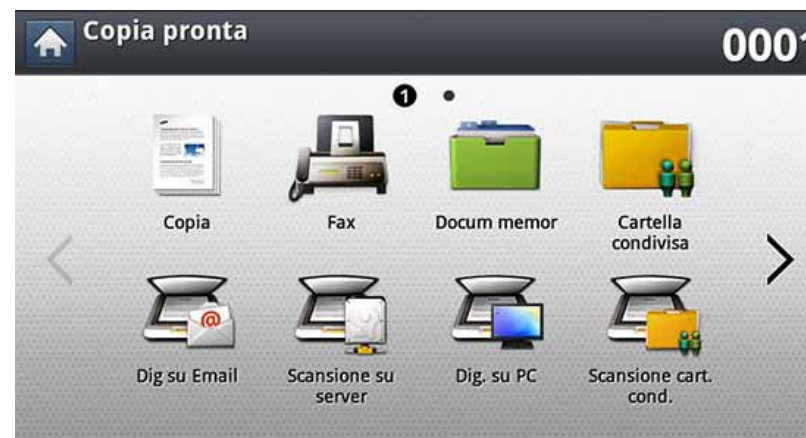 Copia pronta
0001
1
Copia
Fax
Docum memor
Cartella
condivisa
Dig su Email
Scansione su
server
Dig. su PC
Scansione cart.
cond.